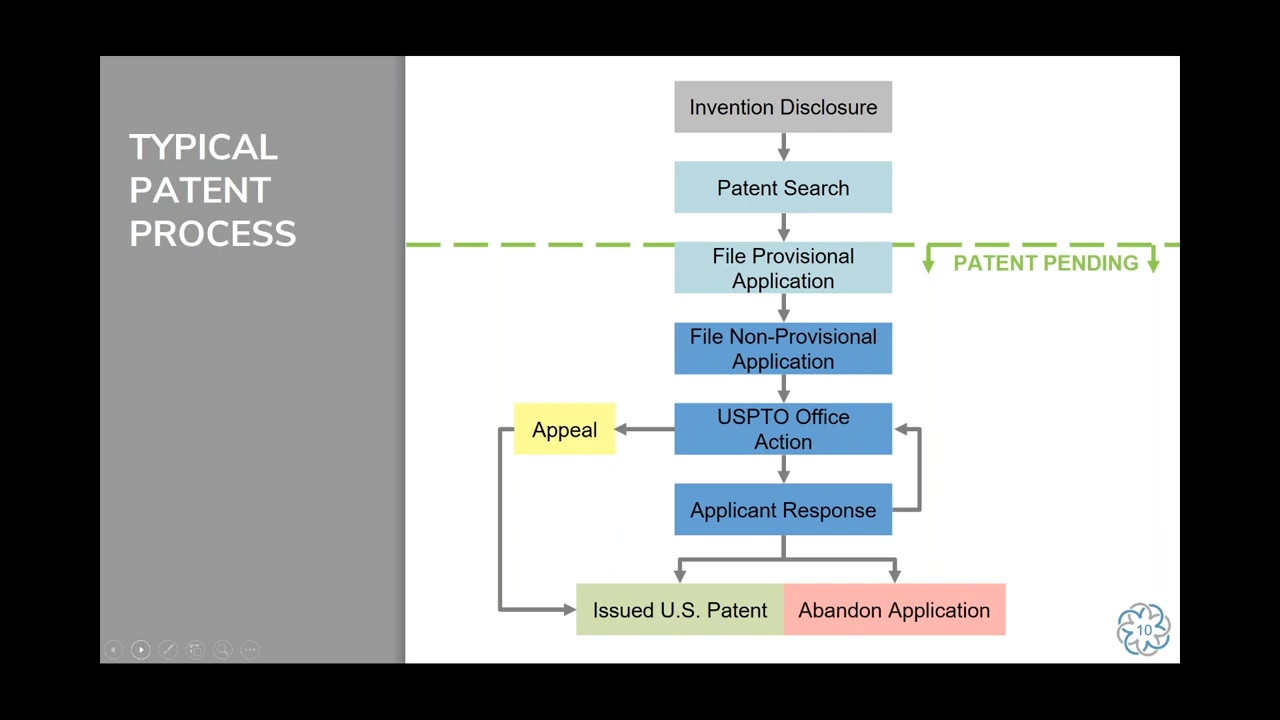 TYPICAL
PATENT
PROCESS
Invention Disclosure
Patent Search
File Provisional
Application
PATENT PENDING
File Non-Provisional
Application
Appeal
USPTO Office
Action
Applicant Response
Issued U.S. Patent
Abandon Application
10